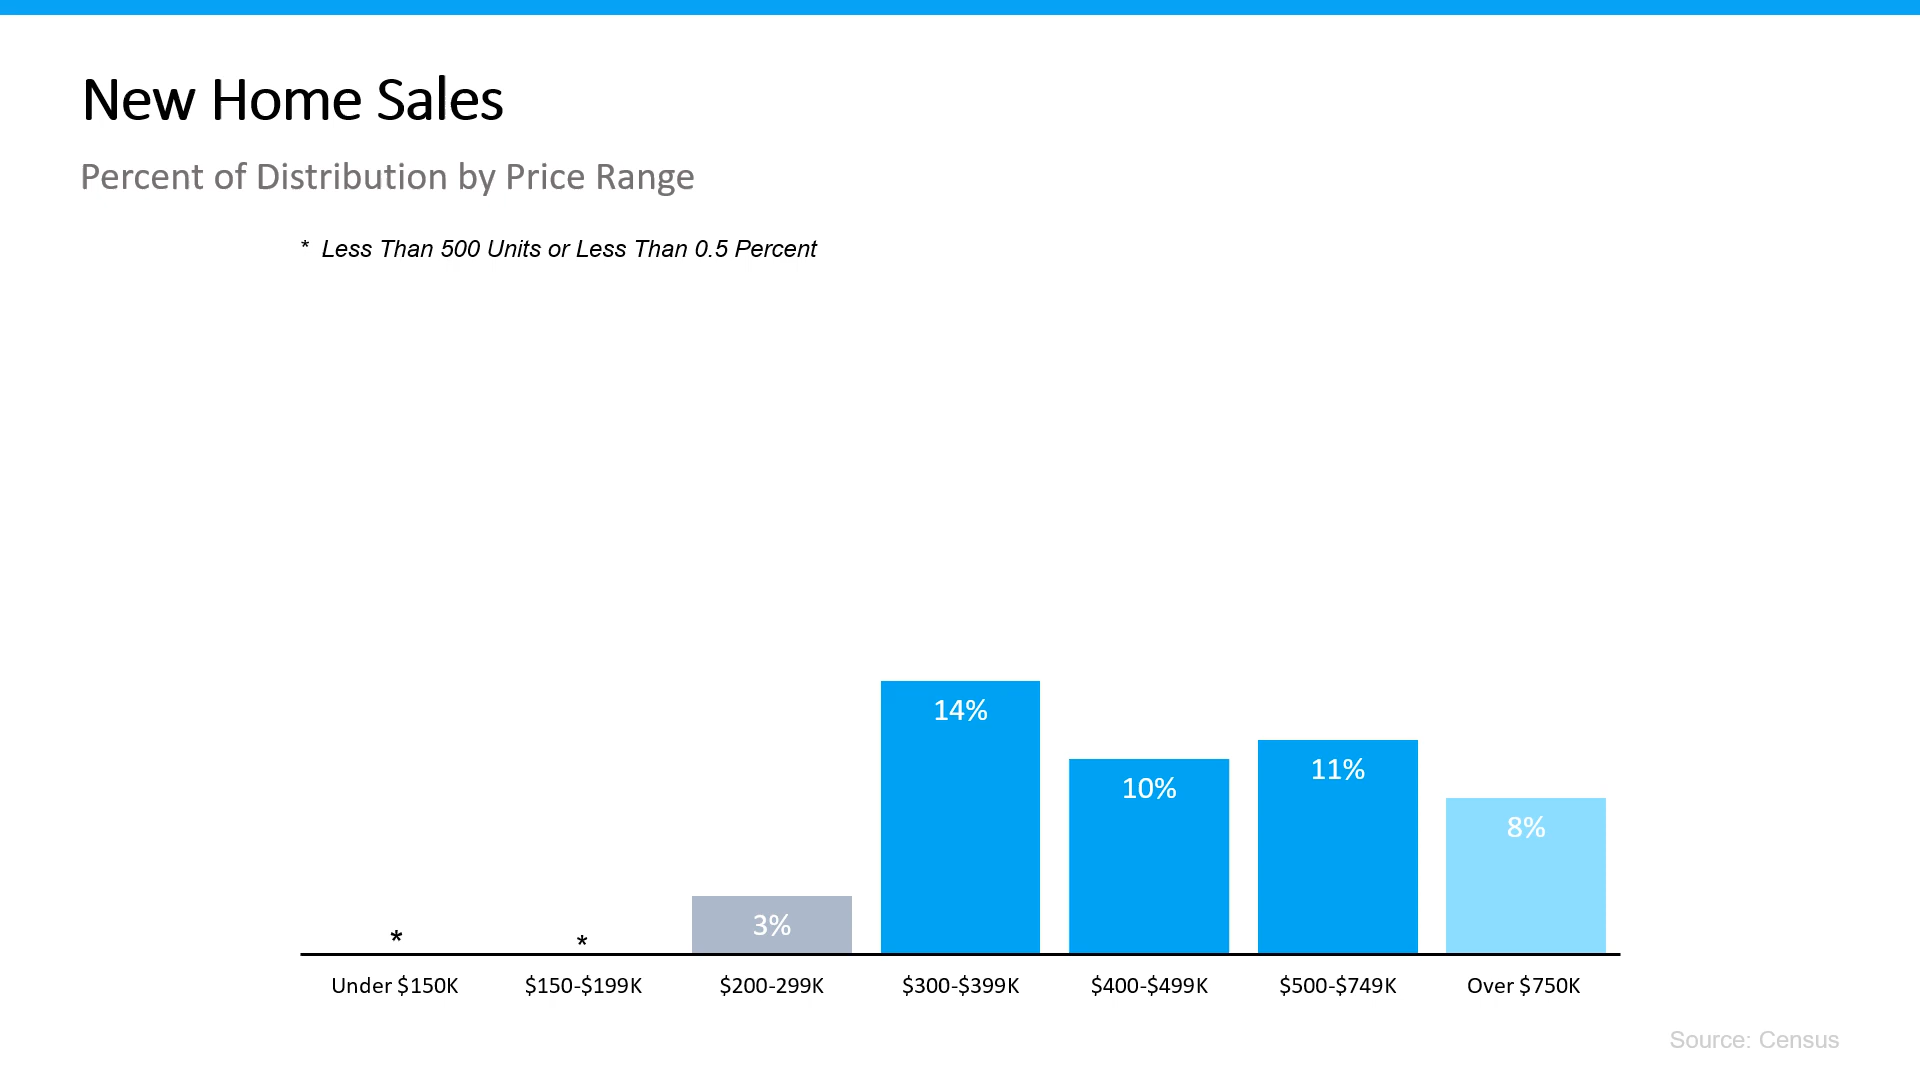 New Home Sales
Percent of Distribution by Price Range
* Less Than 500 Units or Less Than 0.5 Percent
14%
11%
10%
8%
3%
* *
Under $150K $150-$199K $200-299K $300-$399K $400-$499K $500-$749K Over $750K
Source: Census